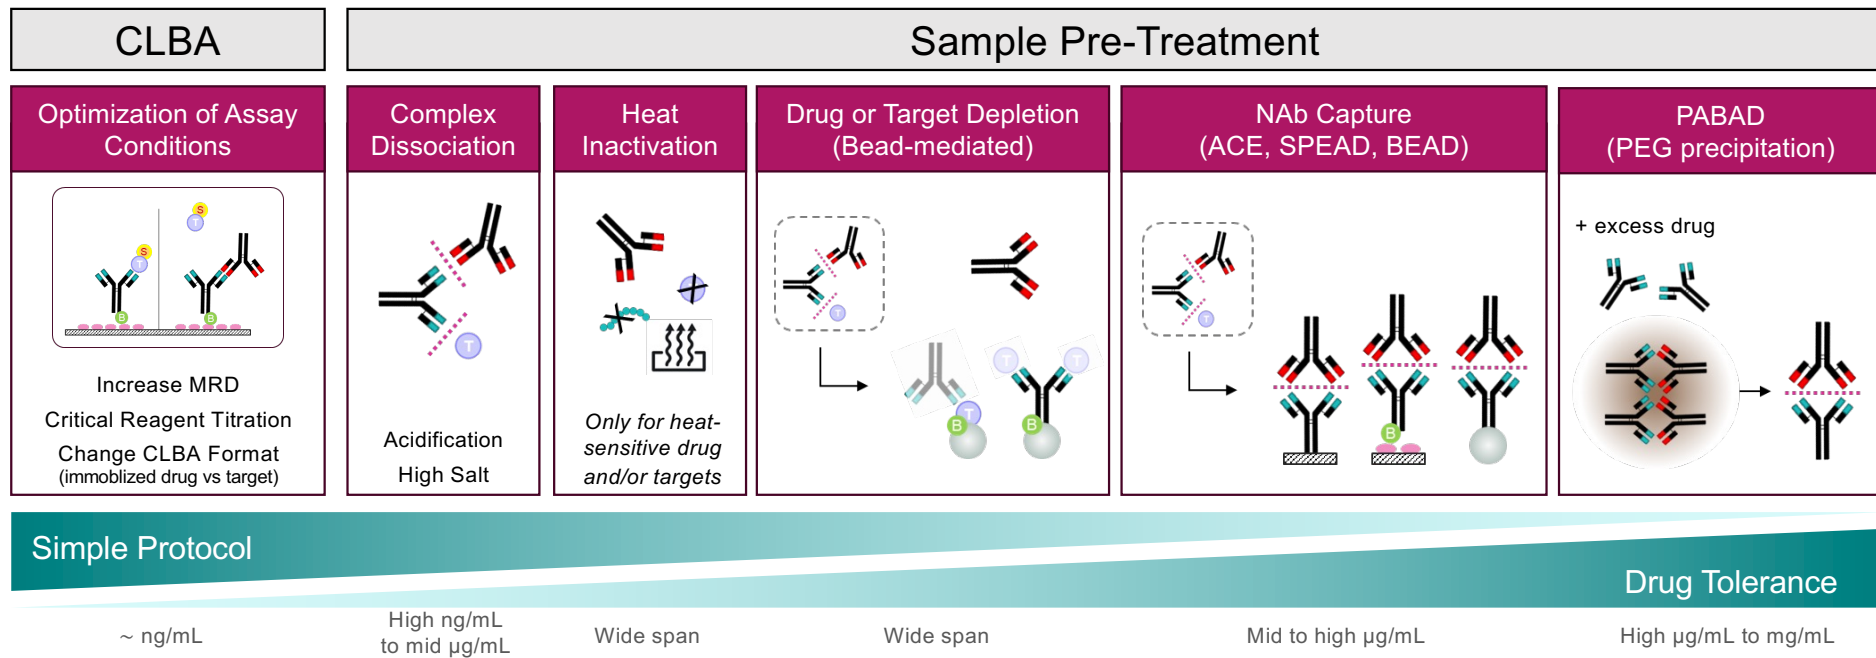 CLBA
Sample Pre-Treatment
Optimization of Assay
Conditions
S
T
S
T
B
B
Increase MRD
Critical Reagent Titration
Change CLBA Format
(immoblized drug vs target)
Complex
Dissociation
T
Acidification
High Salt
Heat
Inactivation
Only for heat-
sensitive drug
and/or targets
Drug or Target Depletion
(Bead-mediated)
T
T
B
T
T
B
NAb Capture
(ACE, SPEAD, BEAD)
T
B
PABAD
(PEG precipitation)
+ excess drug
Simple Protocol
Drug Tolerance
~ ng/mL
High ng/mL
to mid µg/mL
Wide span
Wide span
Mid to high µg/mL
High µg/mL to mg/mL